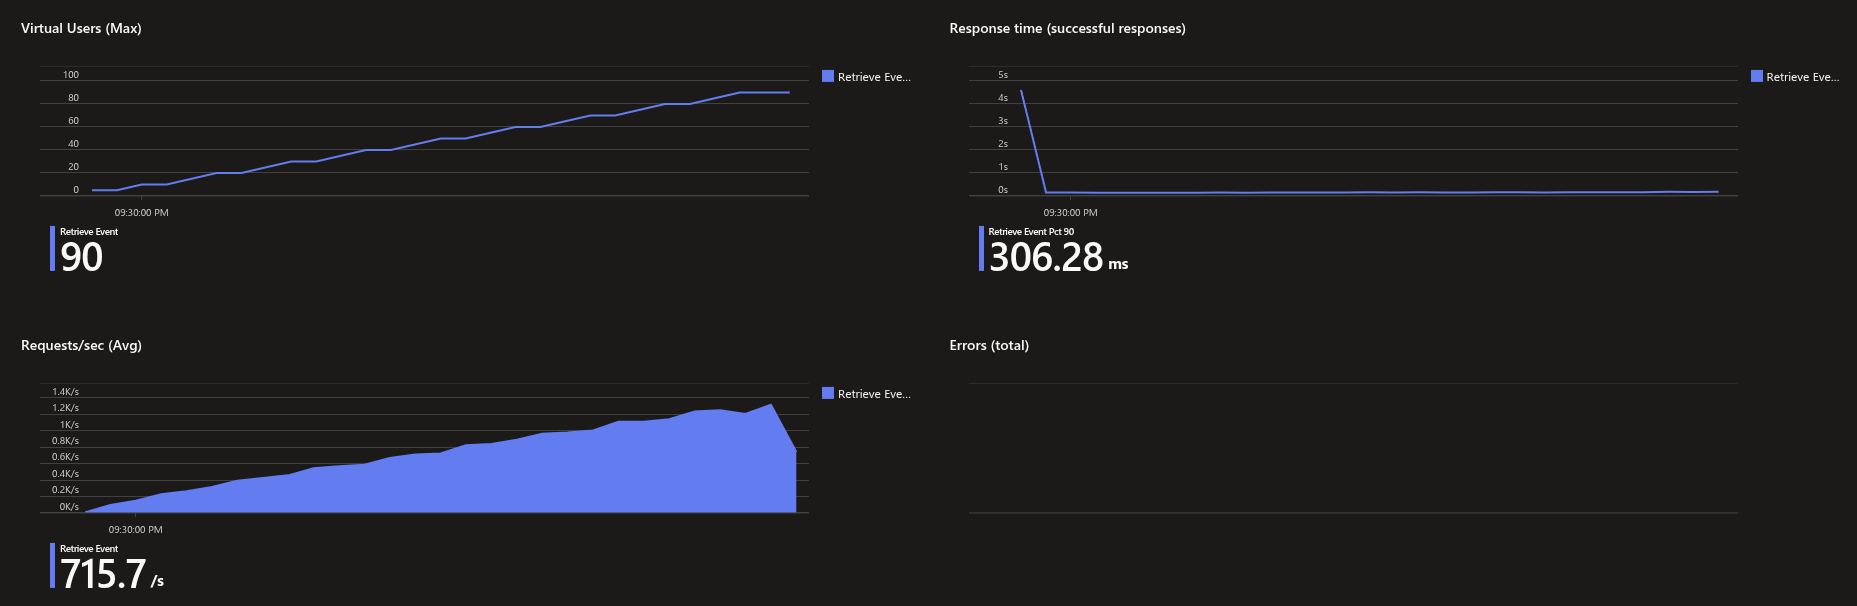 Virtual Users (Max)
100
80
60
40
20
0
09:30:00 PM
Retrieve Eve...
Retrieve Event
90
Response time (successful responses)
5s
4s
3s
2s
1s
0s
09:30:00 PM
Retrieve Eve...
Retrieve Event Pct 90
306.28 ms
Requests/sec (Avg)
1.4K/s
1.2K/s
1K/s
0.8K/s
0.6K/s
0.4K/s
0.2K/s
0K/s
09:30:00 PM
Retrieve Eve...
Retrieve Event
715.7 /s
Errors (total)